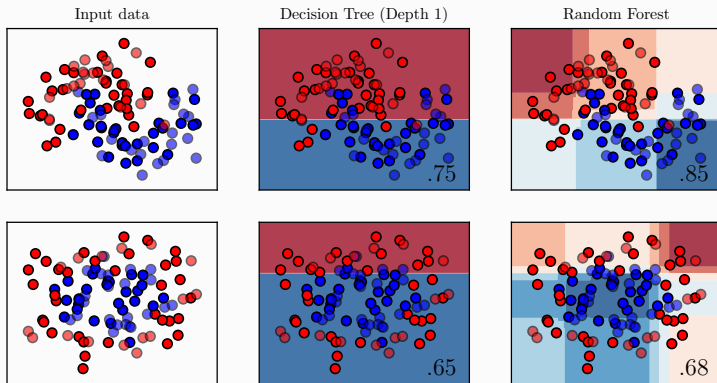 Input data
Decision Tree (Depth 1)
Random Forest
.75
.85
.65
.68